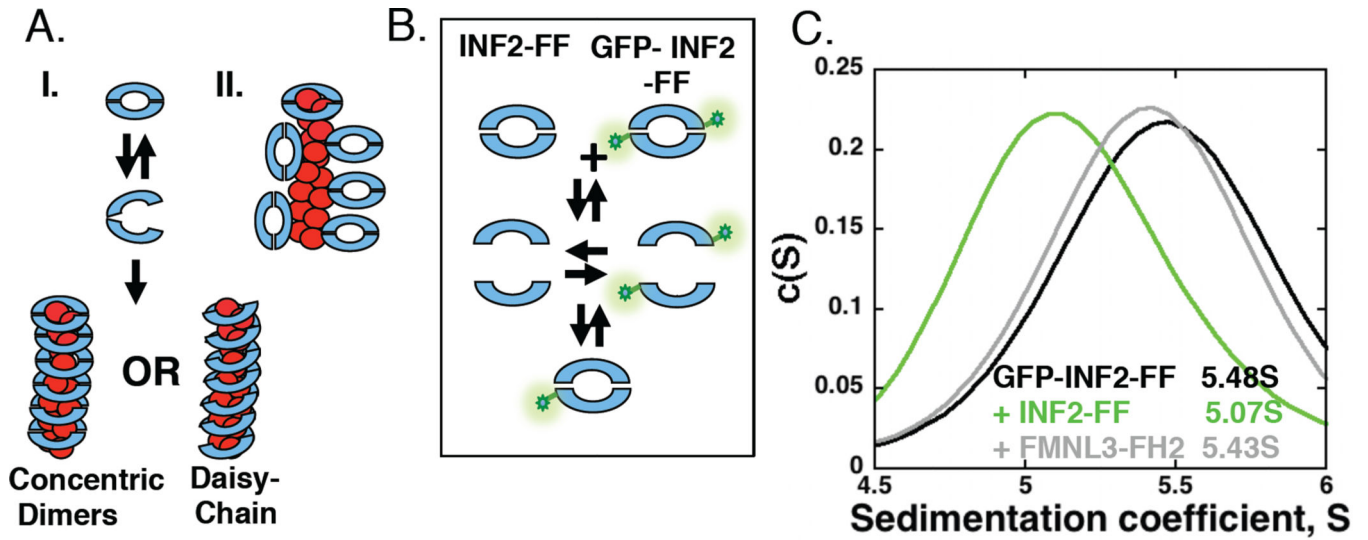 A.
I.
II.
OR
Concentric
Dimers
Daisy-
Chain
B.
INF2-FF
GFP- INF2
-FF
+
C.
c(S)
0.25
0.2
0.15
0.1
0.05
0
4.5
5
5.5
6
GFP-INF2-FF 5.48S
+ INF2-FF 5.07S
+ FMNL3-FH2 5.43S
Sedimentation coefficient, S